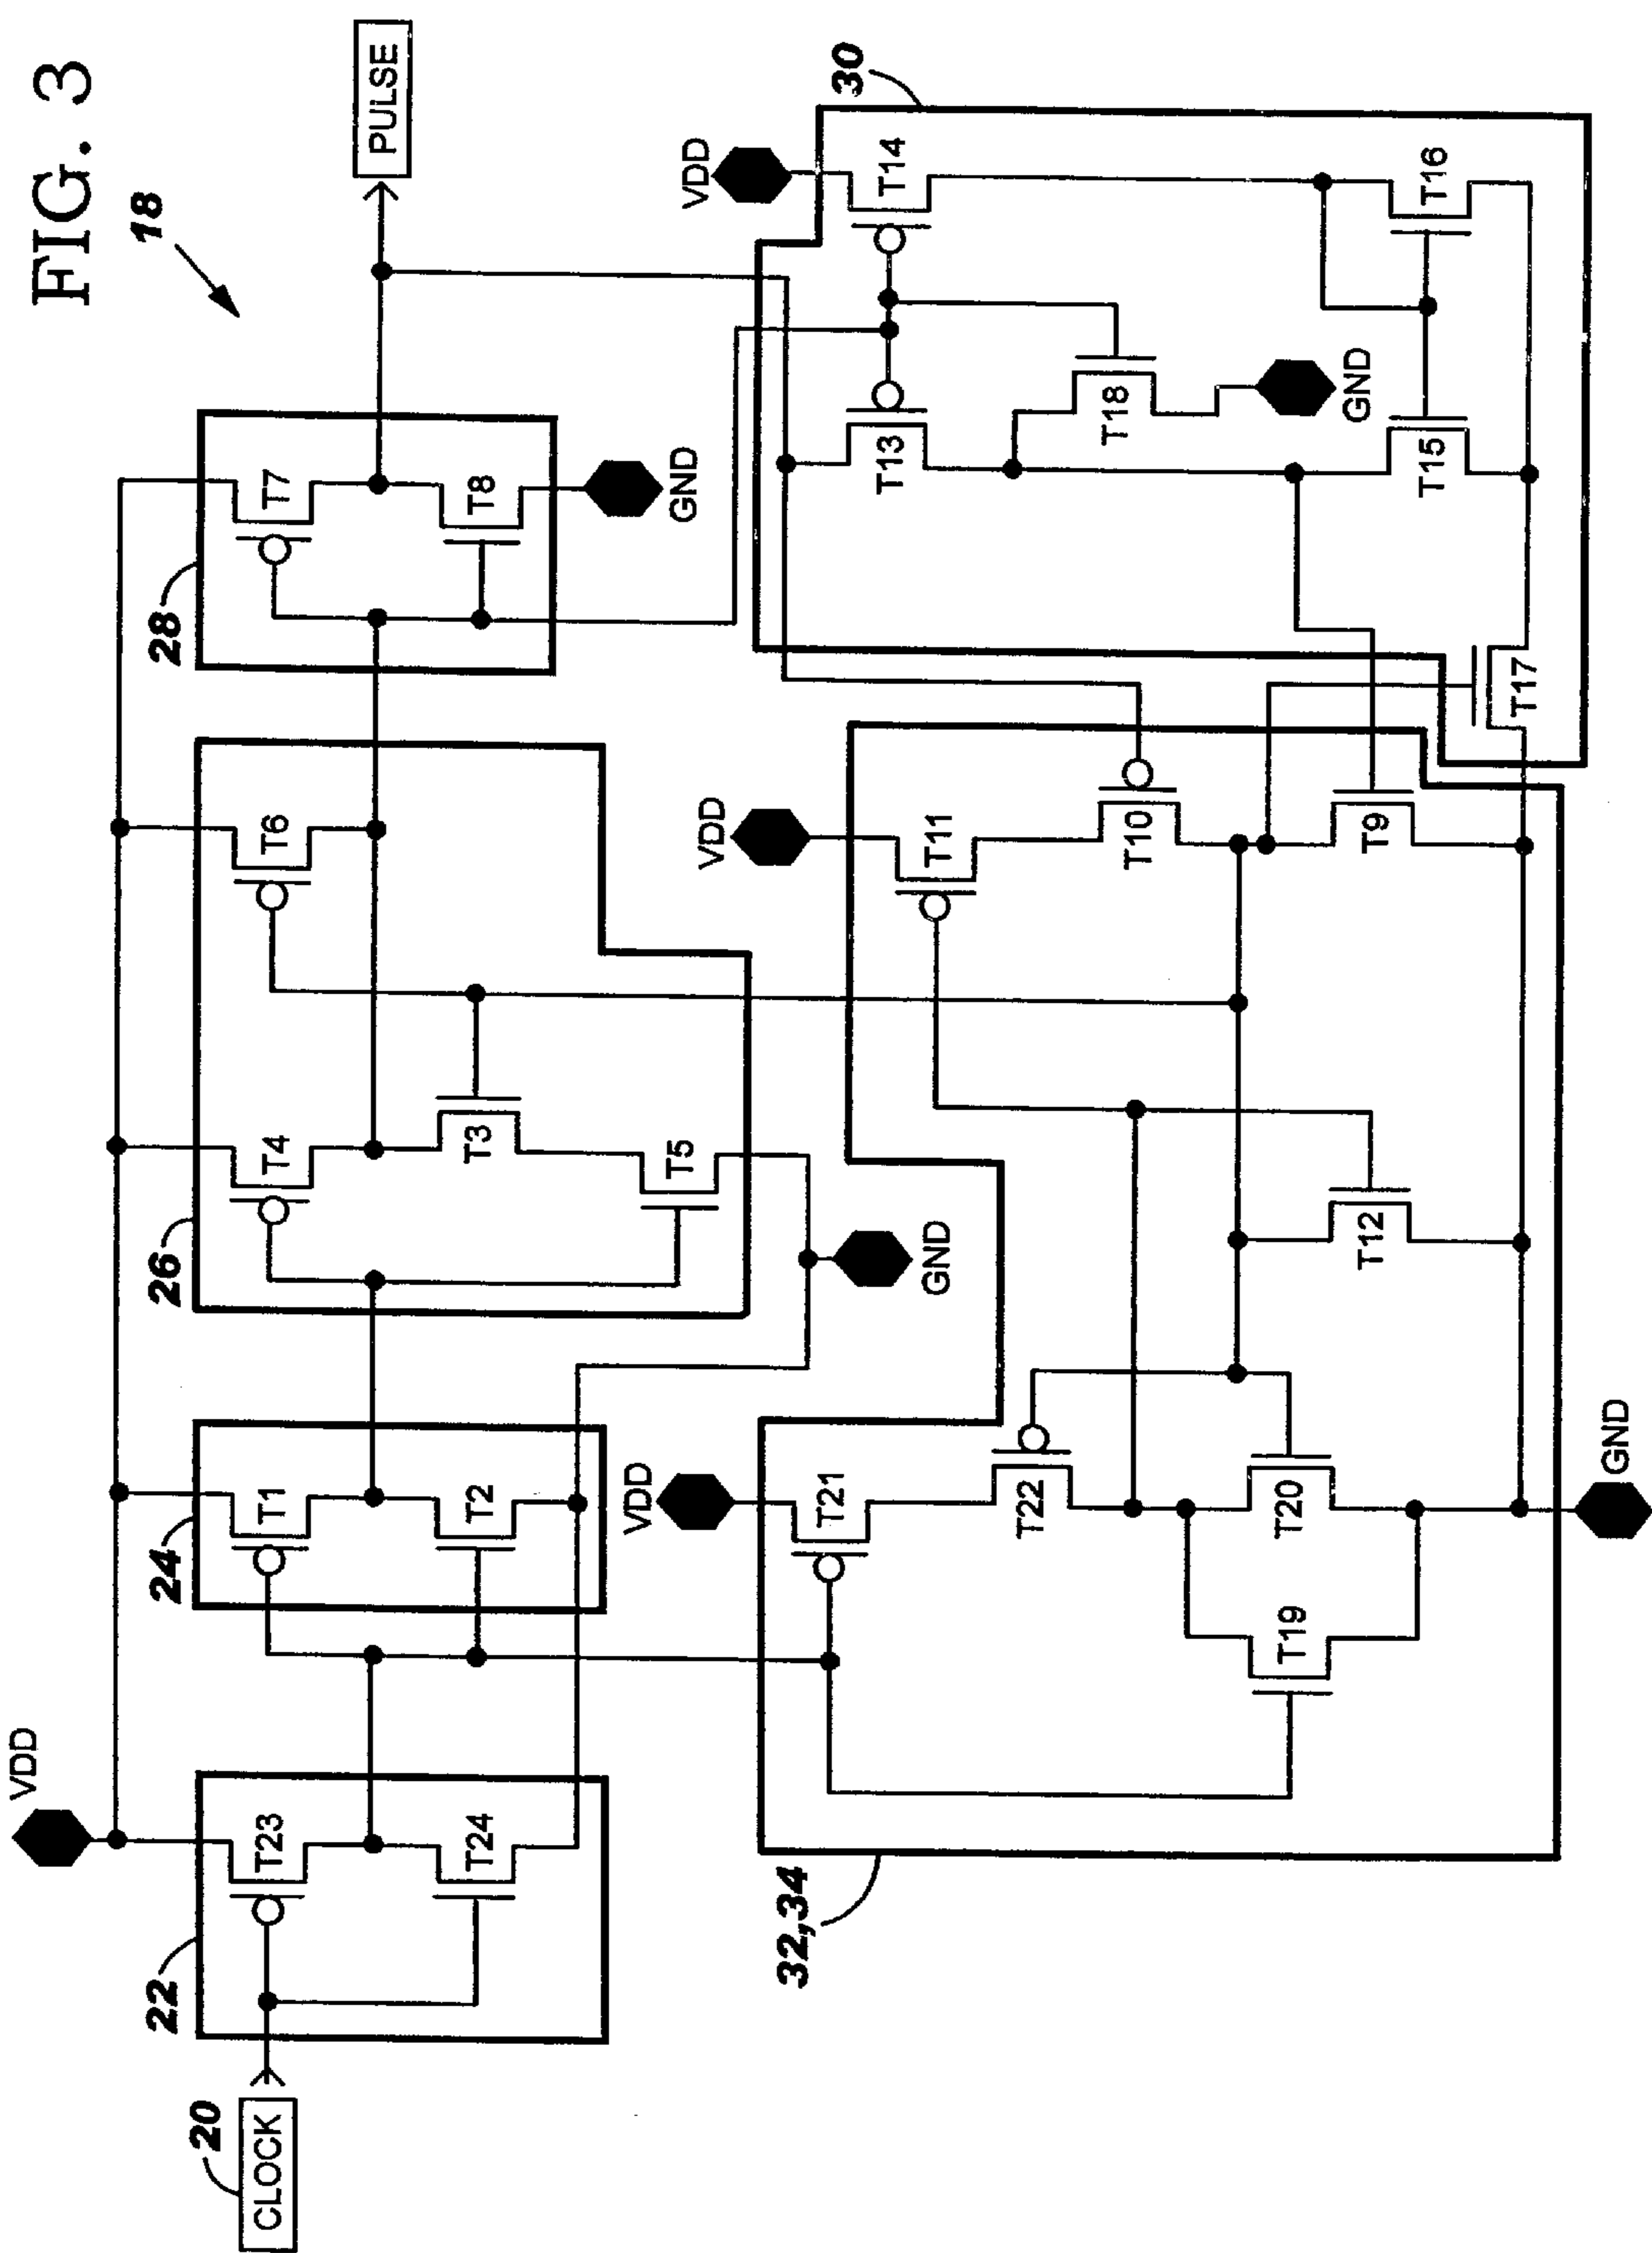 FIG. 3
18
VDD
20
CLOCK
22
T23
T24
24
T1
T2
26
T4
T6
T3
T5
GND
28
T7
T8
GND
PULSE
32,34
VDD
T21
T22
T19
T20
GND
T12
VDD
T11
T10
T9
30
VDD
T14
T13
T18
GND
T15
T16
T17